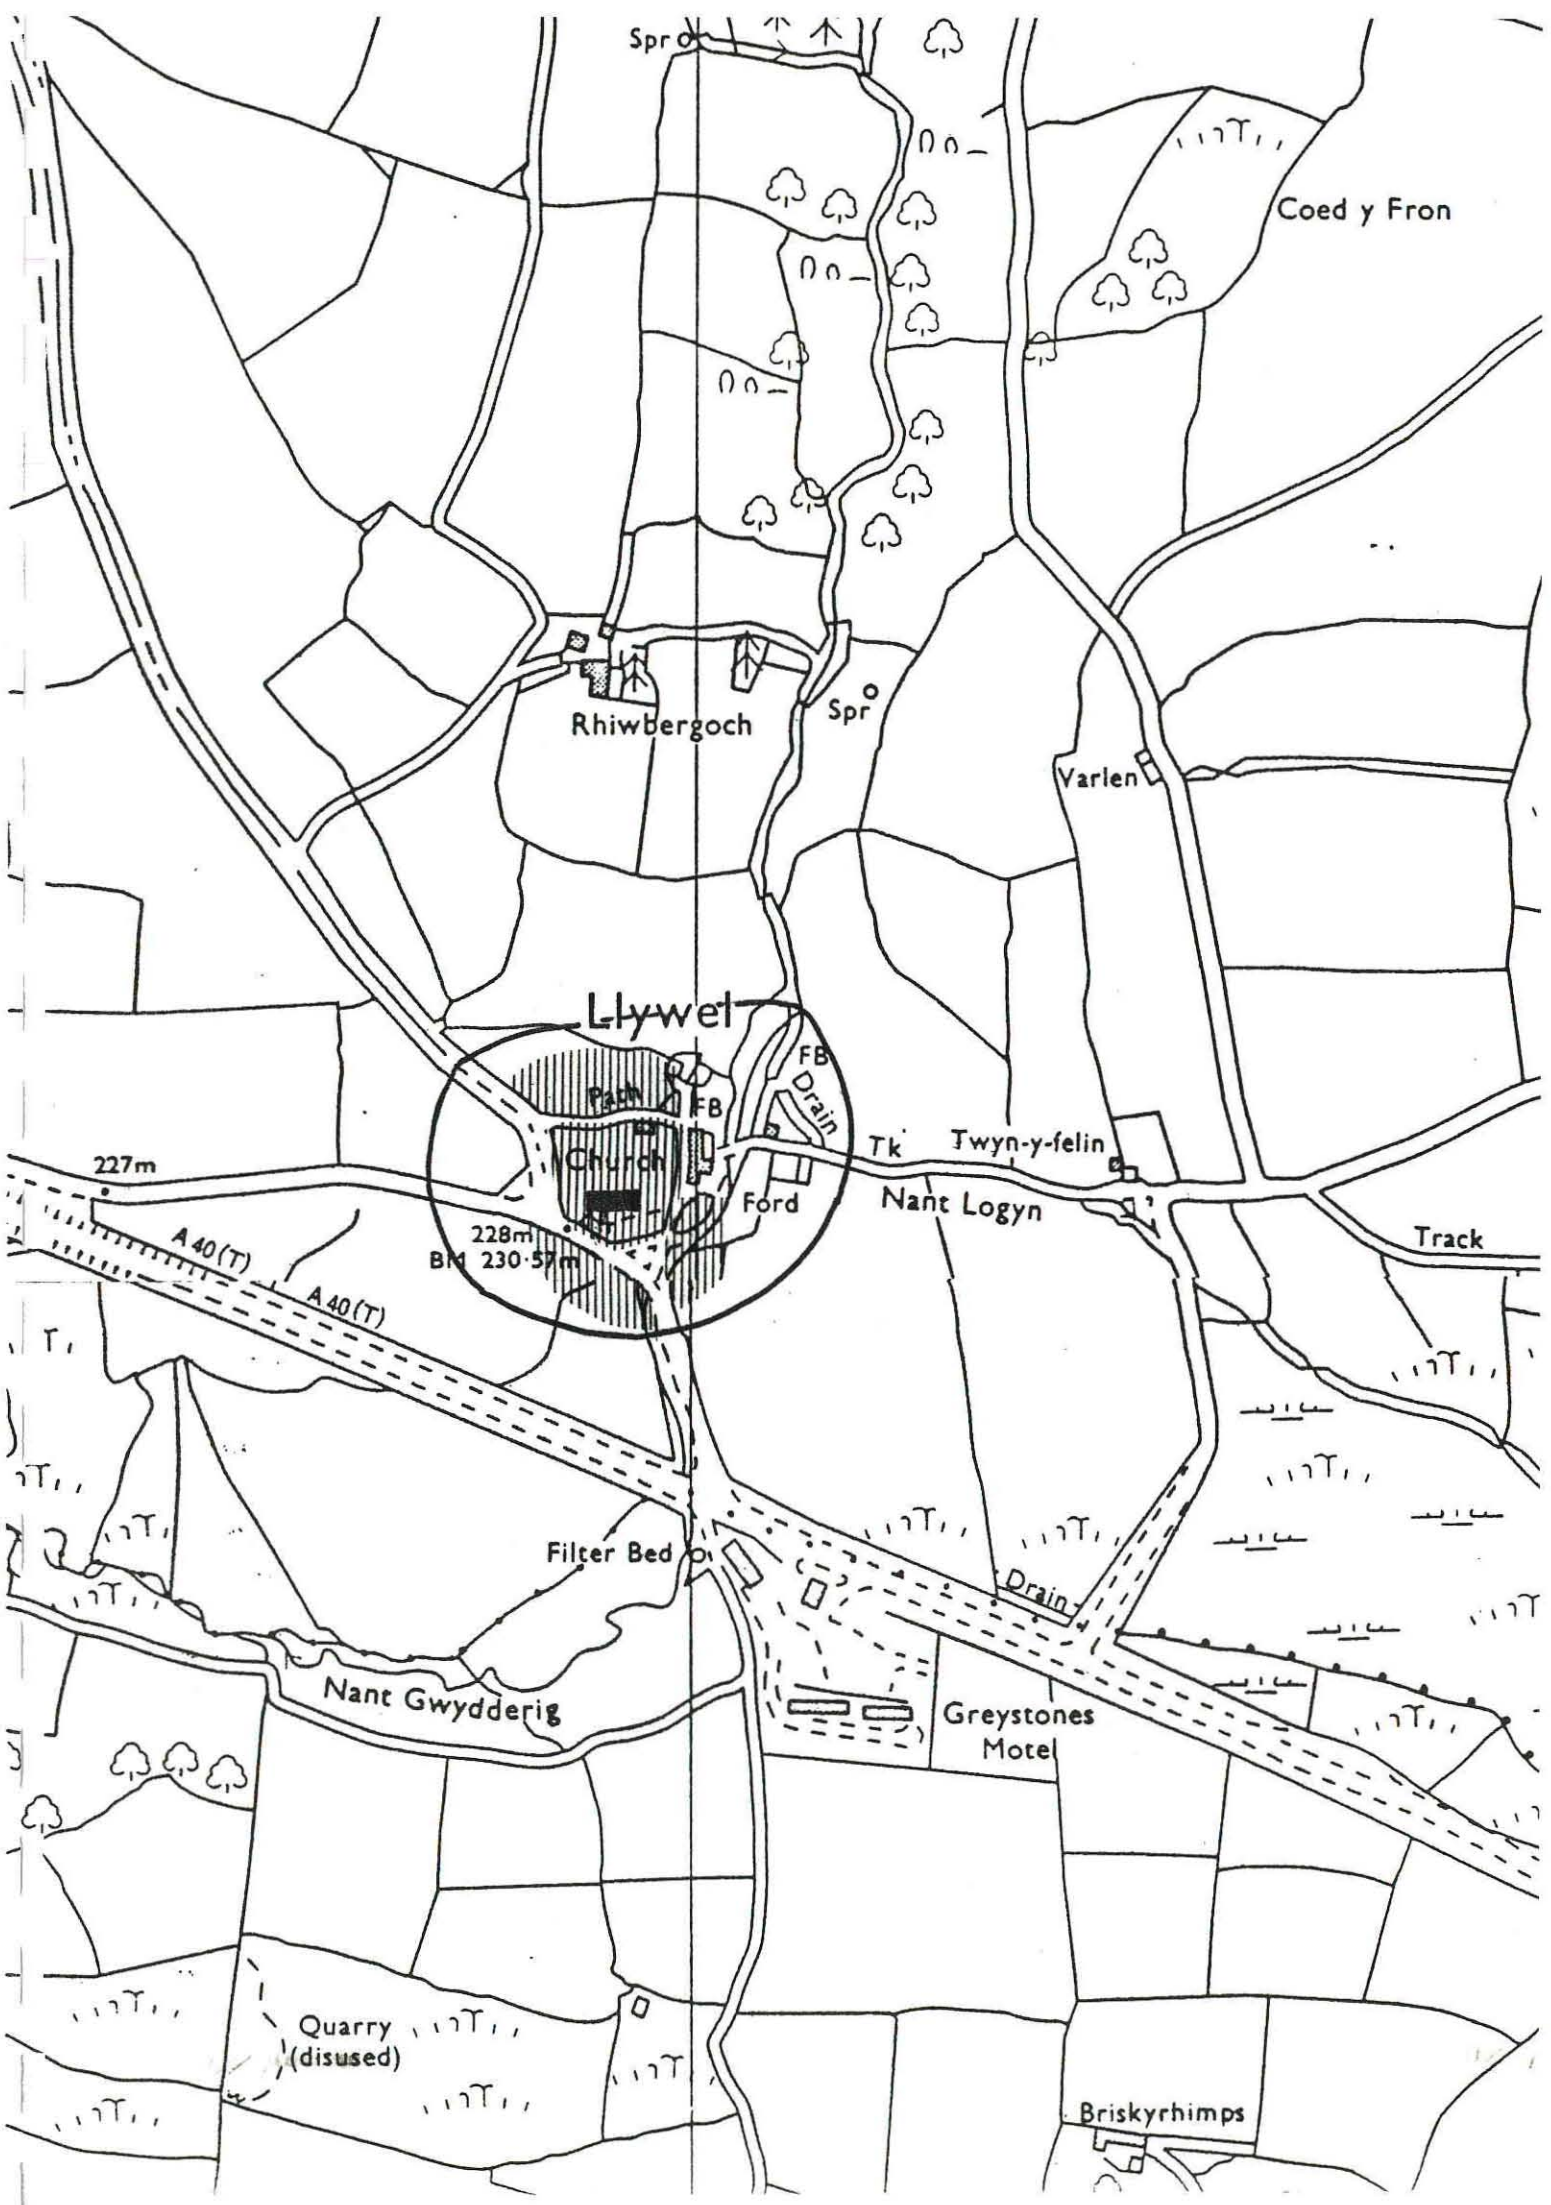 Spr
Coed y Fron
Rhiwbergoch
Spr
Varlen
Llywel
FB
Path
FB
Drain
Church
Tk
Twyn-y-felin
227m
Ford
Nant Logyn
228m
BM 230·57m
Track
A 40 (T)
A 40 (T)
Filter Bed
Drain
Nant Gwydderig
Greystones
Motel
Quarry
(disused)
Briskyrhimps